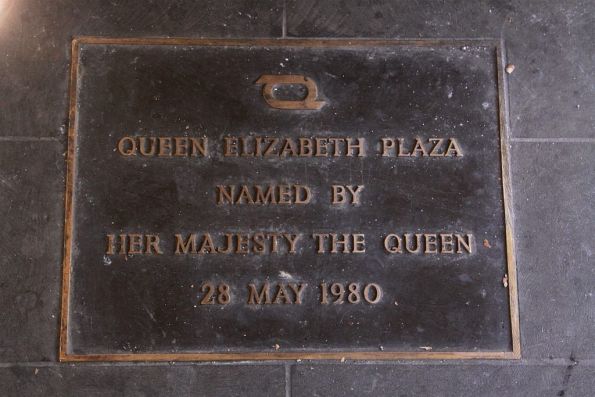 QUEEN ELIZABETH PLAZA
NAMED BY
HER MAJESTY THE QUEEN
28 MAY 1980